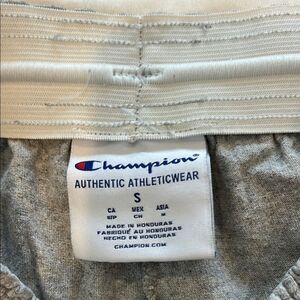 Champion
AUTHENTIC ATHLETICWEAR
S
CA MEX ASIA
P/P CH M
MADE IN HONDURAS
FABRIQUÉ AU HONDURAS
HECHO EN HONDURAS
CHAMPION.COM